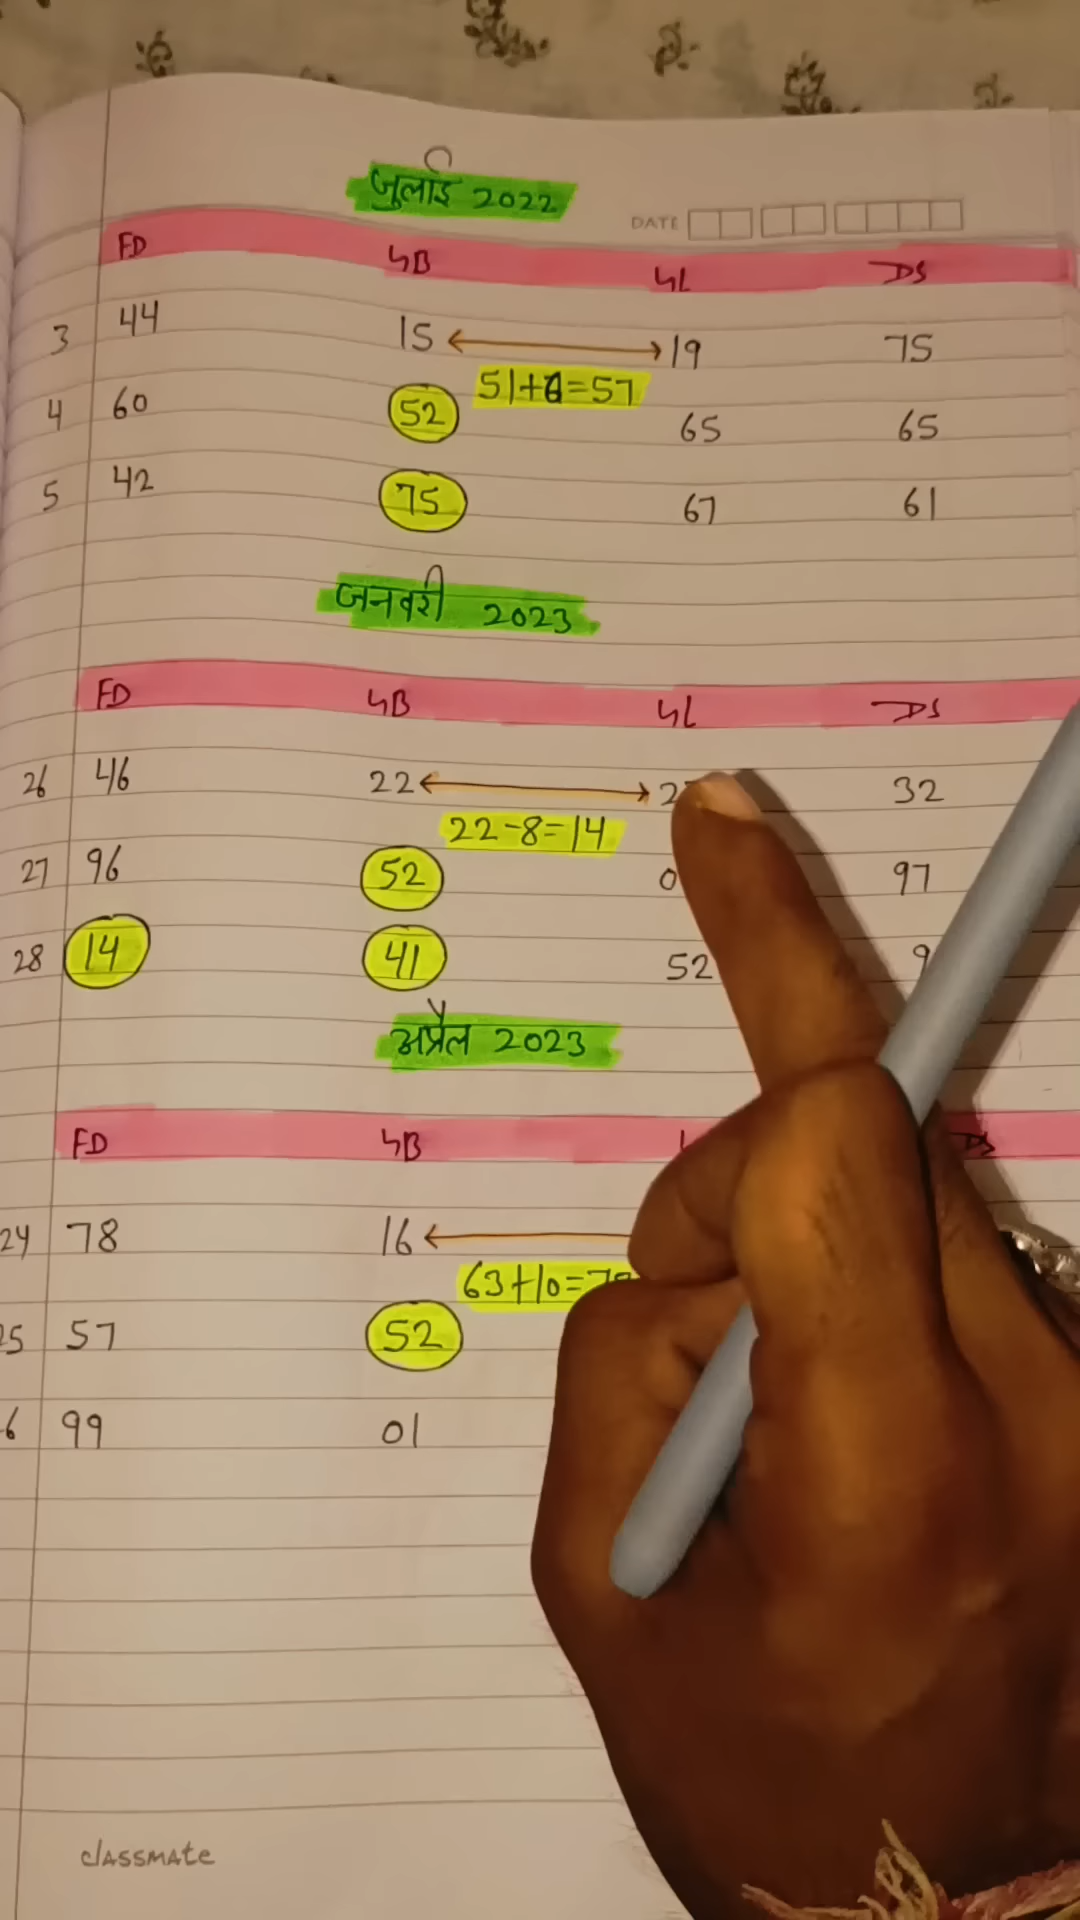 जुलाई 2022
DATE
FD GB GL DS
3 44 15 19 75
51+6=57
4 60 52 65 65
5 42 75 67 61
जनवरी 2023
FD GB GL DS
26 46 22 32
22-8=14
27 96 52 97
28 14 41 52
अप्रैल 2023
FD GB DS
24 78 16
63+10=
25 57 52
99 01
classmate